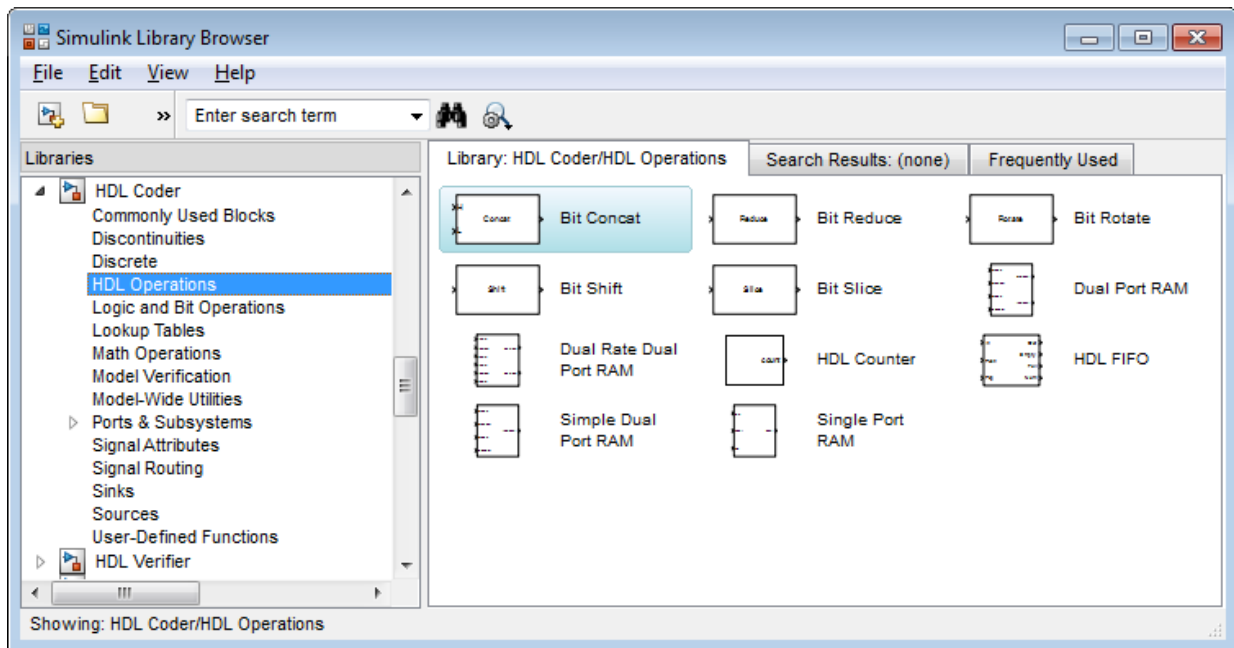 Simulink Library Browser
File Edit View Help
» Enter search term
Libraries
Library: HDL Coder/HDL Operations
Search Results: (none)
Frequently Used
HDL Coder
Commonly Used Blocks
Discontinuities
Discrete
HDL Operations
Logic and Bit Operations
Lookup Tables
Math Operations
Model Verification
Model-Wide Utilities
Ports & Subsystems
Signal Attributes
Signal Routing
Sinks
Sources
User-Defined Functions
HDL Verifier
Concat Bit Concat
Reduce Bit Reduce
Rotate Bit Rotate
Shift Bit Shift
Slice Bit Slice
Dual Port RAM
Dual Rate Dual
Port RAM
count HDL Counter
HDL FIFO
Simple Dual
Port RAM
Single Port
RAM
Showing: HDL Coder/HDL Operations